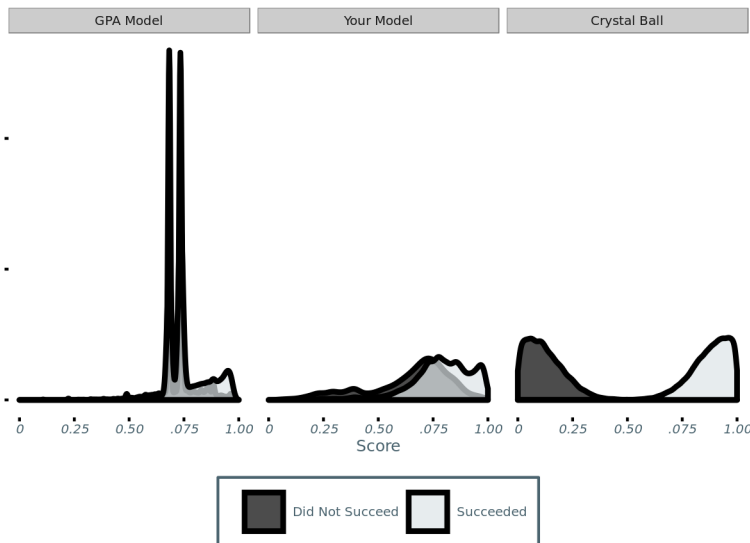 GPA Model Your Model Crystal Ball
0 0.25 0.50 .075 1.00 0 0.25 0.50 .075 1.00 0 0.25 0.50 .075 1.00
Score
Did Not Succeed Succeeded